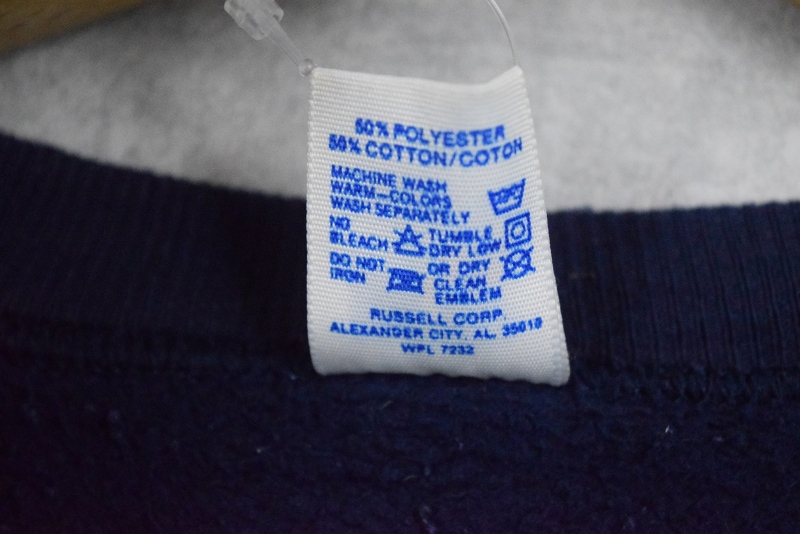 50% POLYESTER
50% COTTON/COTON
MACHINE WASH
WARM-COLORS
WASH SEPARATELY
NO
BLEACH
TUMBLE
DRY LOW
DO NOT
IRON
OR DRY
CLEAN
EMBLEM
RUSSELL CORP.
ALEXANDER CITY, AL. 35010
WPL 7232